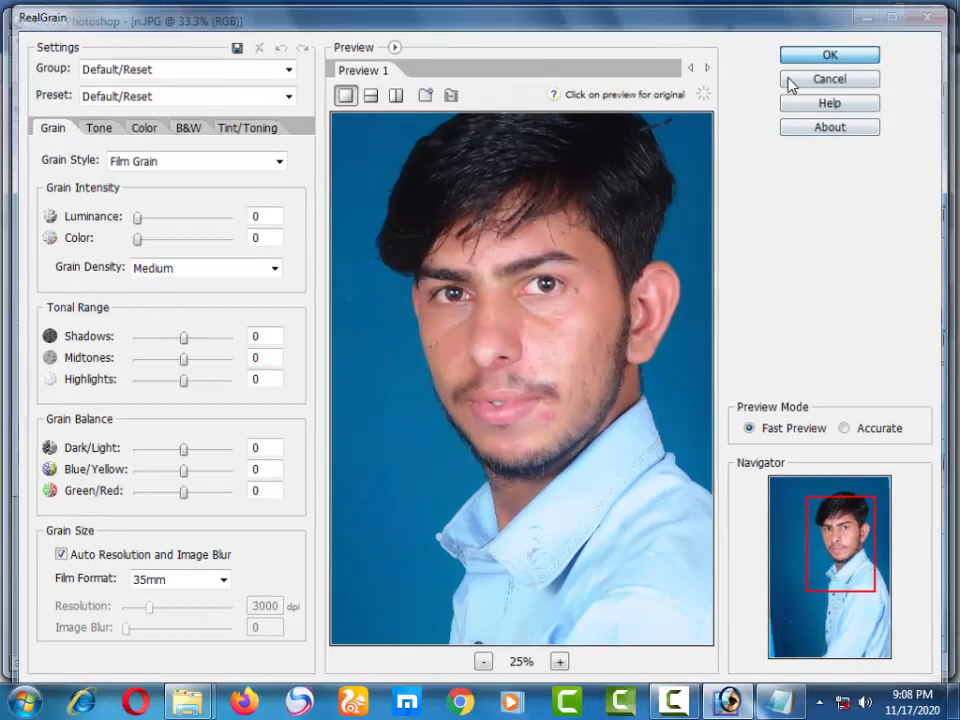 RealGrain
Photoshop - [n.JPG @ 33.3% (RGB)]
Settings
Group: Default/Reset
Preset: Default/Reset
Grain Tone Color B&W Tint/Toning
Grain Style: Film Grain
Grain Intensity
Luminance: 0
Color: 0
Grain Density: Medium
Tonal Range
Shadows: 0
Midtones: 0
Highlights: 0
Grain Balance
Dark/Light: 0
Blue/Yellow: 0
Green/Red: 0
Grain Size
Auto Resolution and Image Blur
Film Format: 35mm
Resolution: 3000 dpi
Image Blur: 0
Preview
Preview 1
? Click on preview for original
- 25% +
OK
Cancel
Help
About
Preview Mode
Fast Preview Accurate
Navigator
9:08 PM
11/17/2020